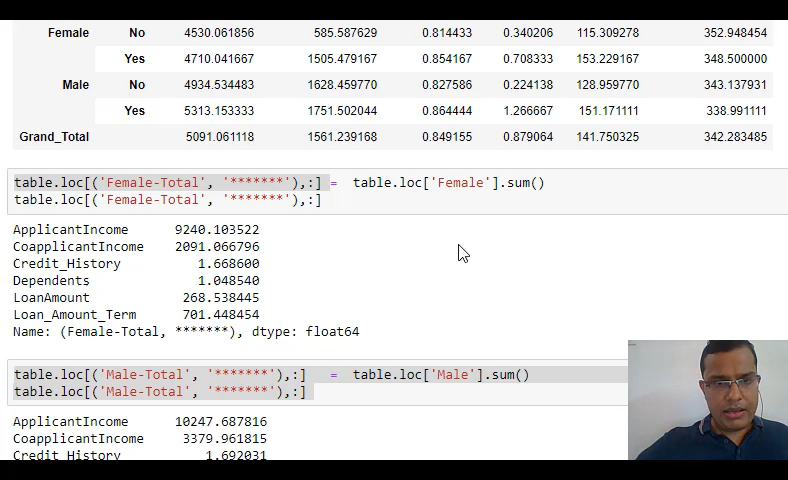 Female No 4530.061856 585.587629 0.814433 0.340206 115.309278 352.948454
Yes 4710.041667 1505.479167 0.854167 0.708333 153.229167 348.500000
Male No 4934.534483 1628.459770 0.827586 0.224138 128.959770 343.137931
Yes 5313.153333 1751.502044 0.864444 1.266667 151.171111 338.991111
Grand_Total 5091.061118 1561.239168 0.849155 0.879064 141.750325 342.283485
table.loc[('Female-Total', '*******'),:] = table.loc['Female'].sum()
table.loc[('Female-Total', '*******'),:]
ApplicantIncome 9240.103522
CoapplicantIncome 2091.066796
Credit_History 1.668600
Dependents 1.048540
LoanAmount 268.538445
Loan_Amount_Term 701.448454
Name: (Female-Total, *******), dtype: float64
table.loc[('Male-Total', '*******'),:] = table.loc['Male'].sum()
table.loc[('Male-Total', '*******'),:]
ApplicantIncome 10247.687816
CoapplicantIncome 3379.961815
Credit_History 1.692031